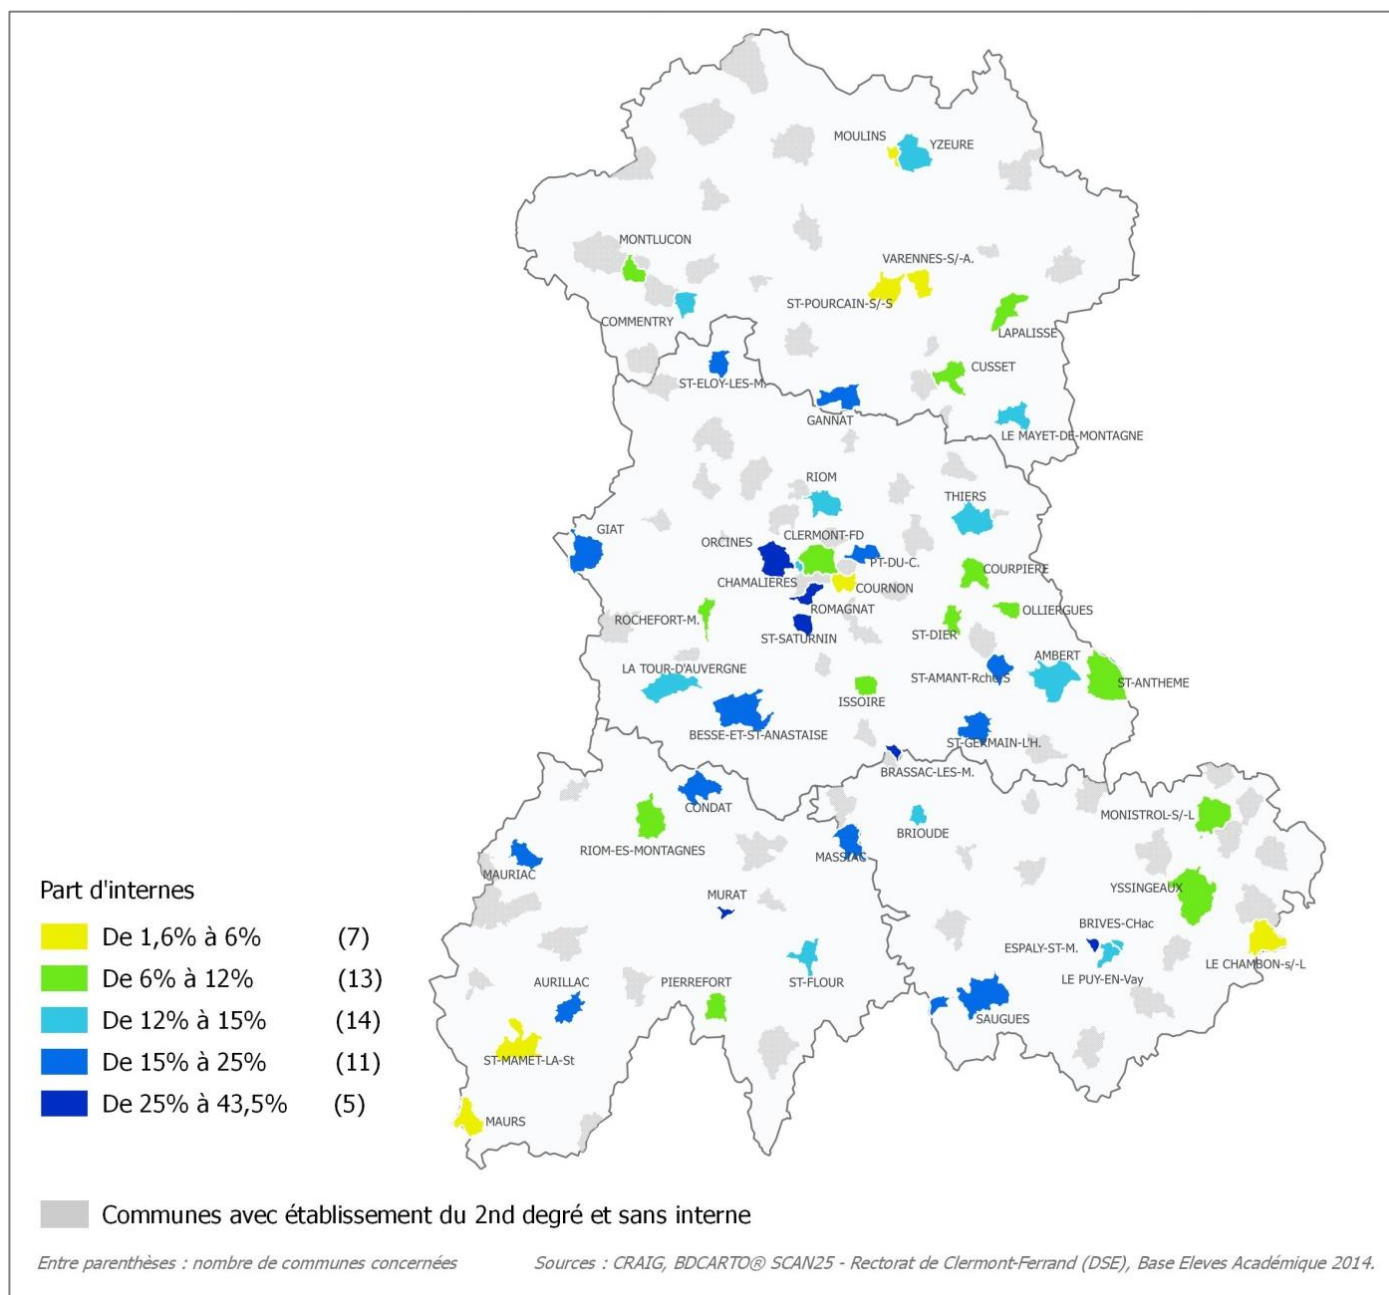 MOULINS
YZEURE
MONTLUCON
VARENNES-S/-A.
ST-POURCAIN-S/-S
COMMENTRY
LAPALISSE
CUSSET
ST-ELOY-LES-M.
GANNAT
LE MAYET-DE-MONTAGNE
RIOM
THIERS
GIAT
CLERMONT-FD
ORCINES
PT-DU-C.
COURPIERE
CHAMALIERES
COURNON
ROMAGNAT
OLLIERGUES
ROCHEFORT-M.
ST-SATURNIN
ST-DIER
AMBERT
LA TOUR-D'AUVERGNE
ST-AMANT-Rche-S
ST-ANTHEME
ISSOIRE
BESSE-ET-ST-ANASTAISE
ST-GERMAIN-L'H.
BRASSAC-LES-M.
CONDAT
MONISTROL-S/-L
BRIOUDE
RIOM-ES-MONTAGNES
MASSIAC
MAURIAC
YSSINGEAUX
MURAT
BRIVES-CHac
ESPALY-ST-M.
LE CHAMBON-s/-L
AURILLAC
PIERREFORT
ST-FLOUR
LE PUY-EN-Vay
SAUGUES
ST-MAMET-LA-St
MAURS
Part d'internes
De 1,6% à 6% (7)
De 6% à 12% (13)
De 12% à 15% (14)
De 15% à 25% (11)
De 25% à 43,5% (5)
Communes avec établissement du 2nd degré et sans interne
Entre parenthèses : nombre de communes concernées
Sources : CRAIG, BDCARTO® SCAN25 - Rectorat de Clermont-Ferrand (DSE), Base Eleves Académique 2014.